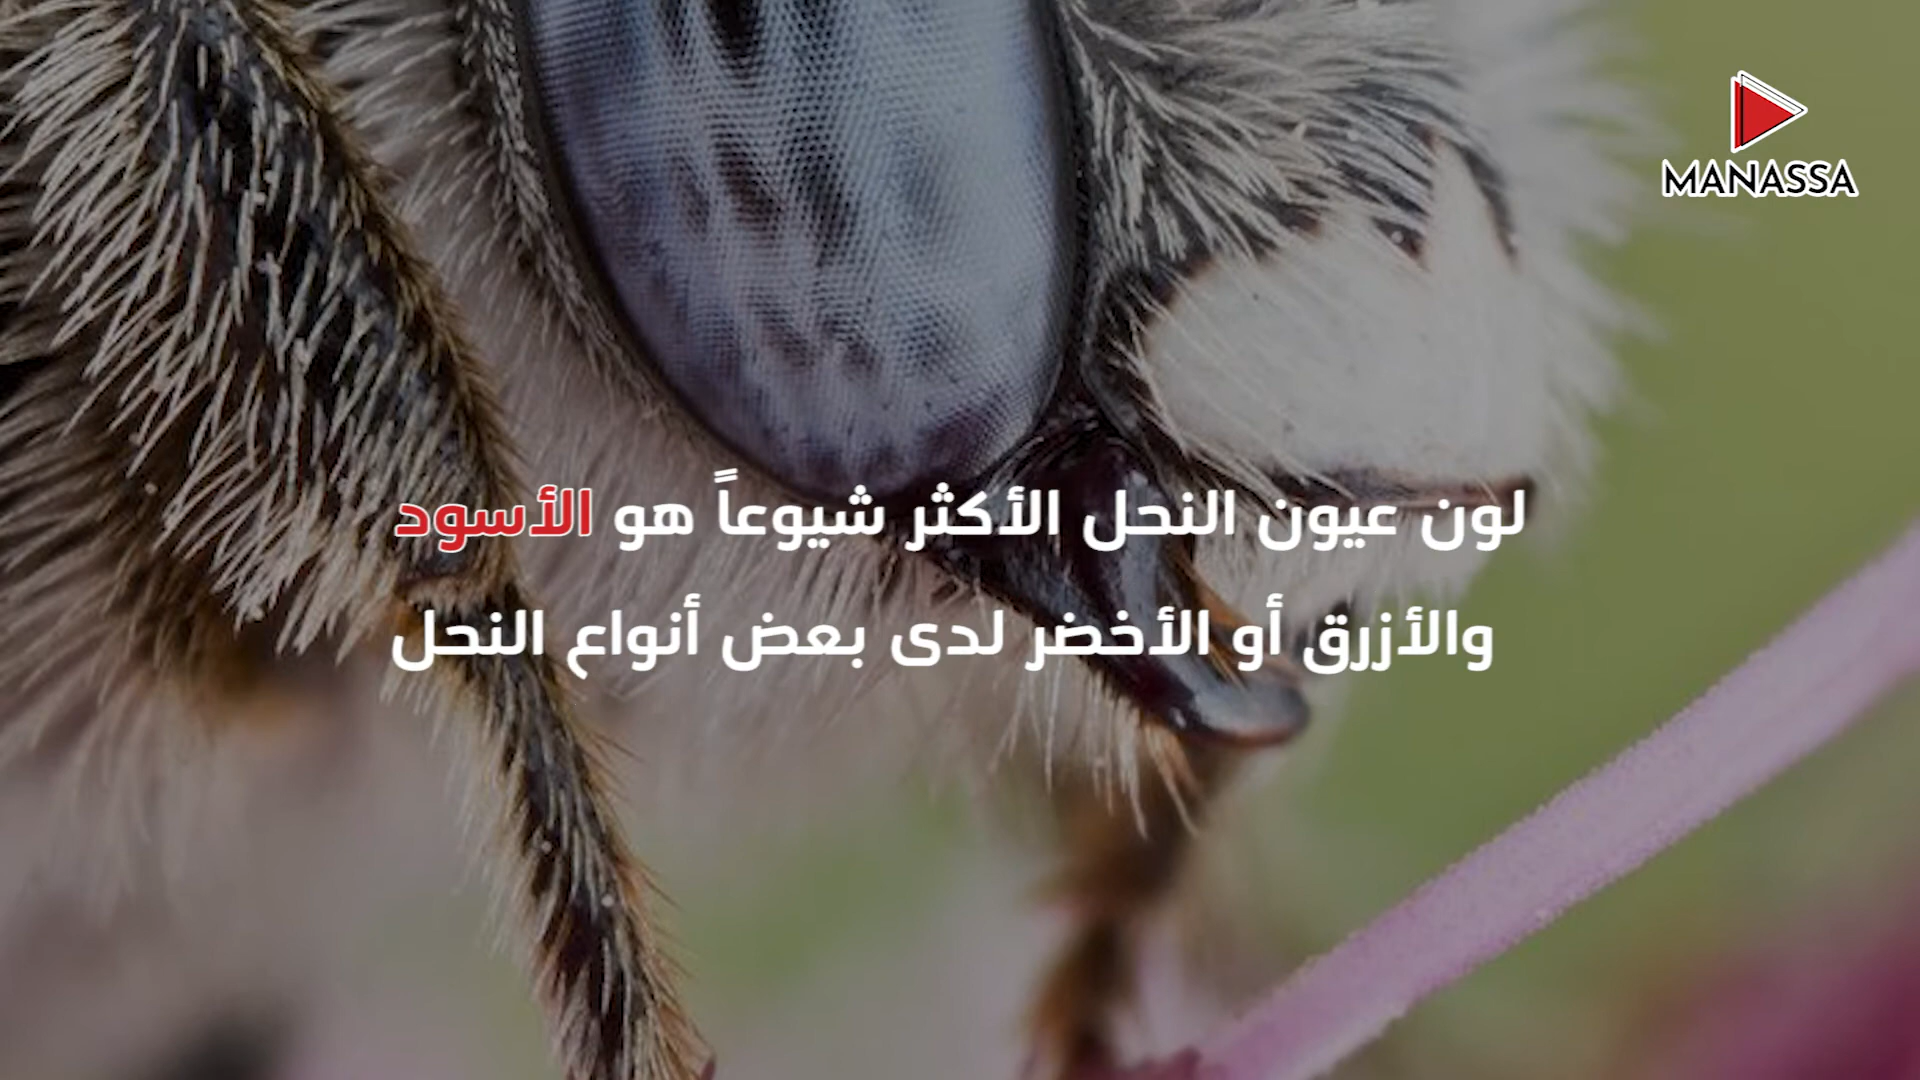 MANASSA
لون عيون النحل الأكثر شيوعاً هو الأسود
والأزرق أو الأخضر لدى بعض أنواع النحل